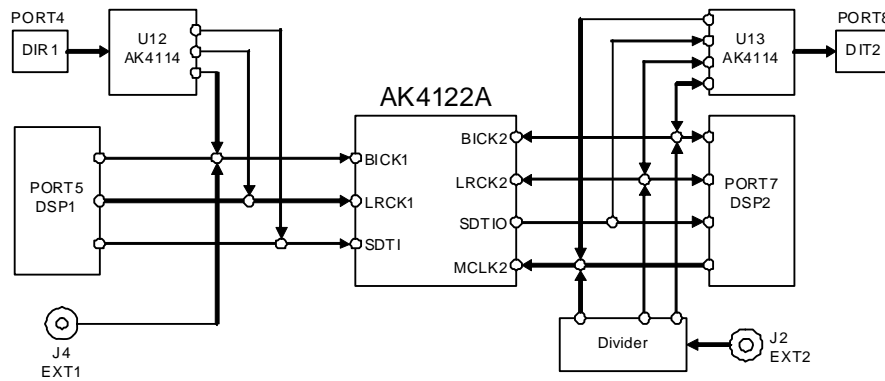 PORT4
DIR1
U12
AK4114
AK4122A
U13
AK4114
PORT8
DIT2
PORT5
DSP1
BICK1
LRCK1
SDTI
BICK2
LRCK2
SDTIO
MCLK2
PORT7
DSP2
J4
EXT1
Divider
J2
EXT2